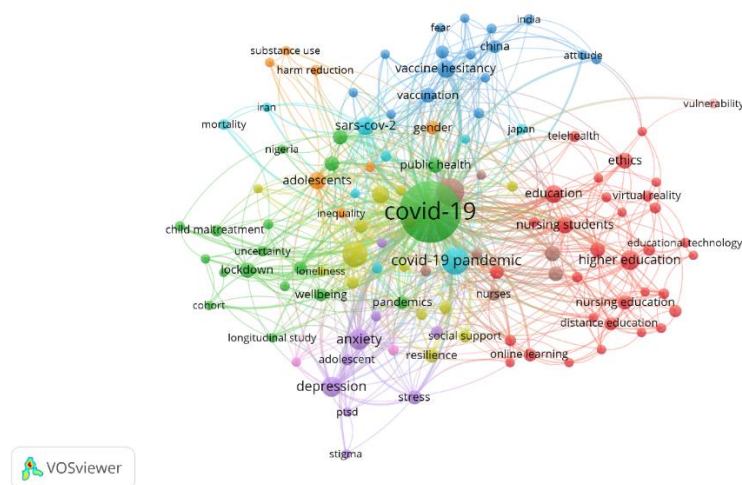 fear
india
china
substance use
attitude
vaccine hesitancy
harm reduction
vaccination
vulnerability
iran
mortality
sars-cov-2
gender
japan
telehealth
nigeria
public health
ethics
adolescents
education
virtual reality
inequality
covid-19
nursing students
child maltreatment
educational technology
uncertainty
covid-19 pandemic
higher education
lockdown
loneliness
nurses
cohort
wellbeing
pandemics
nursing education
longitudinal study
anxiety
social support
distance education
adolescent
resilience
online learning
depression
stress
ptsd
stigma
VOSviewer